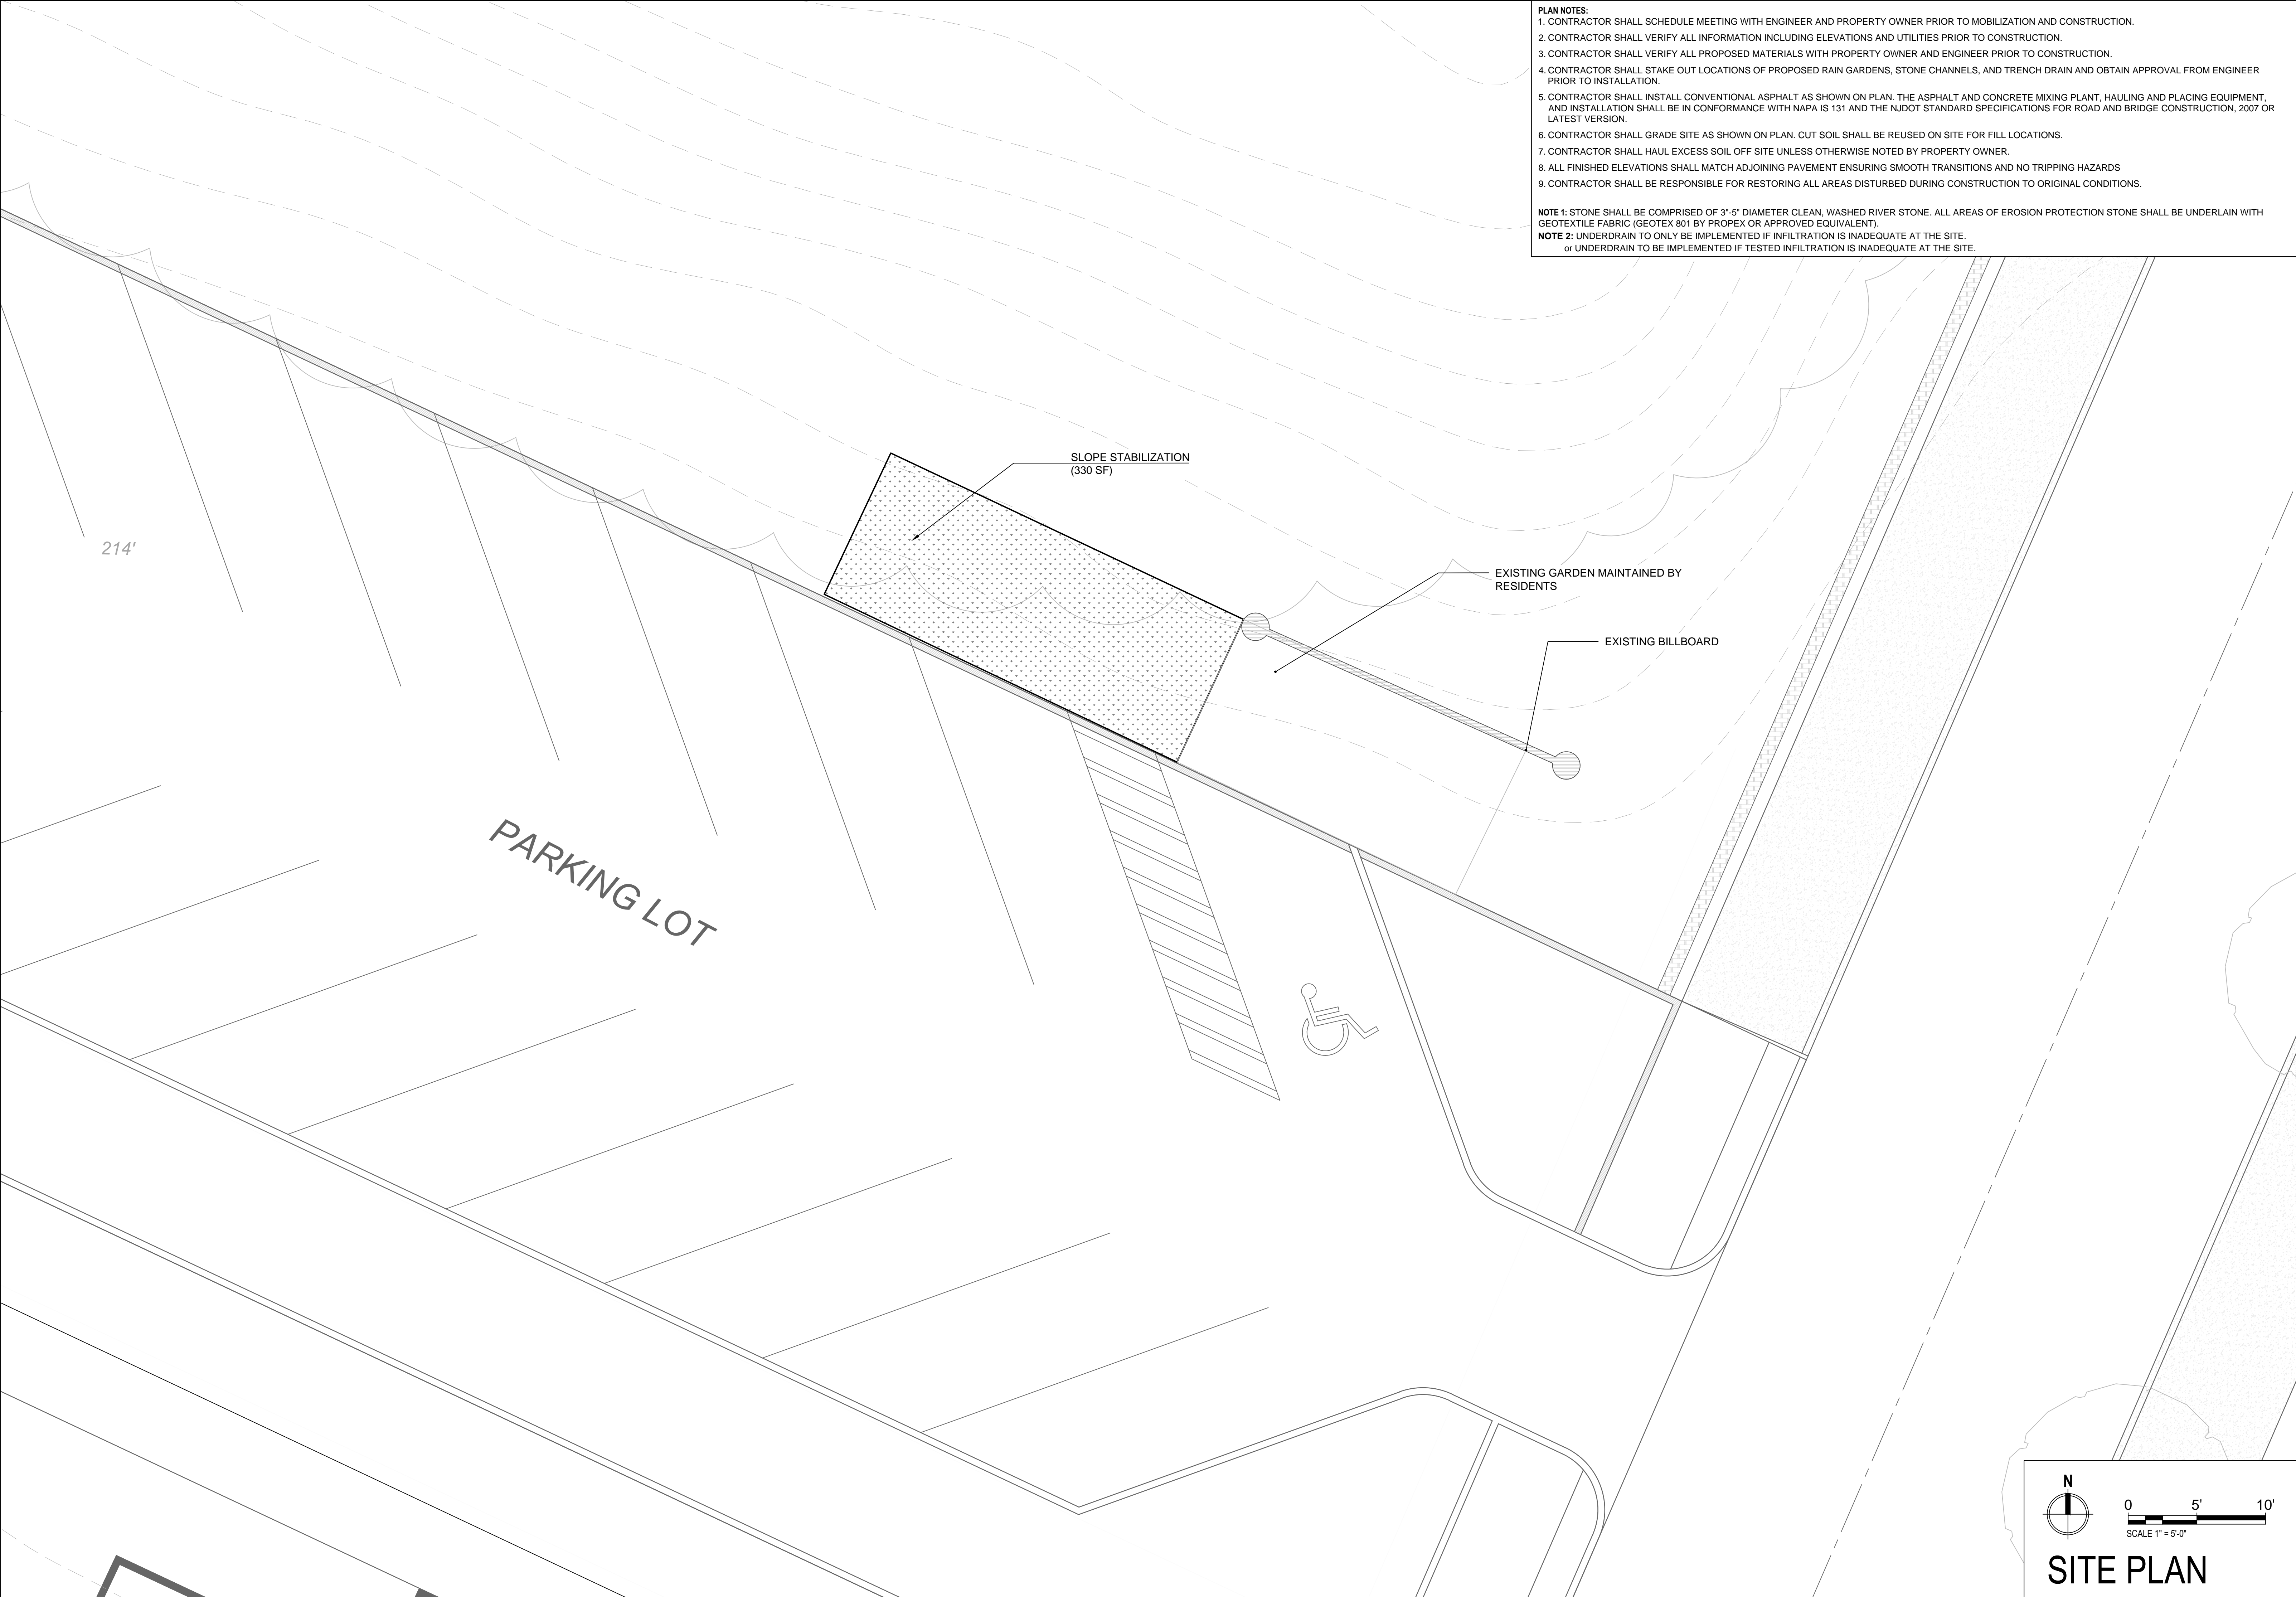 PLAN NOTES:
1. CONTRACTOR SHALL SCHEDULE MEETING WITH ENGINEER AND PROPERTY OWNER PRIOR TO MOBILIZATION AND CONSTRUCTION.
2. CONTRACTOR SHALL VERIFY ALL INFORMATION INCLUDING ELEVATIONS AND UTILITIES PRIOR TO CONSTRUCTION.
3. CONTRACTOR SHALL VERIFY ALL PROPOSED MATERIALS WITH PROPERTY OWNER AND ENGINEER PRIOR TO CONSTRUCTION.
4. CONTRACTOR SHALL STAKE OUT LOCATIONS OF PROPOSED RAIN GARDENS, STONE CHANNELS, AND TRENCH DRAIN AND OBTAIN APPROVAL FROM ENGINEER
PRIOR TO INSTALLATION.
5. CONTRACTOR SHALL INSTALL CONVENTIONAL ASPHALT AS SHOWN ON PLAN. THE ASPHALT AND CONCRETE MIXING PLANT, HAULING AND PLACING EQUIPMENT,
AND INSTALLATION SHALL BE IN CONFORMANCE WITH NAPA IS 131 AND THE NJDOT STANDARD SPECIFICATIONS FOR ROAD AND BRIDGE CONSTRUCTION, 2007 OR
LATEST VERSION.
6. CONTRACTOR SHALL GRADE SITE AS SHOWN ON PLAN. CUT SOIL SHALL BE REUSED ON SITE FOR FILL LOCATIONS.
7. CONTRACTOR SHALL HAUL EXCESS SOIL OFF SITE UNLESS OTHERWISE NOTED BY PROPERTY OWNER.
8. ALL FINISHED ELEVATIONS SHALL MATCH ADJOINING PAVEMENT ENSURING SMOOTH TRANSITIONS AND NO TRIPPING HAZARDS
9. CONTRACTOR SHALL BE RESPONSIBLE FOR RESTORING ALL AREAS DISTURBED DURING CONSTRUCTION TO ORIGINAL CONDITIONS.
NOTE 1: STONE SHALL BE COMPRISED OF 3"-5" DIAMETER CLEAN, WASHED RIVER STONE. ALL AREAS OF EROSION PROTECTION STONE SHALL BE UNDERLAIN WITH
GEOTEXTILE FABRIC (GEOTEX 801 BY PROPEX OR APPROVED EQUIVALENT).
NOTE 2: UNDERDRAIN TO ONLY BE IMPLEMENTED IF INFILTRATION IS INADEQUATE AT THE SITE.
or UNDERDRAIN TO BE IMPLEMENTED IF TESTED INFILTRATION IS INADEQUATE AT THE SITE.
SLOPE STABILIZATION
(330 SF)
214'
EXISTING GARDEN MAINTAINED BY
RESIDENTS
EXISTING BILLBOARD
PARKING LOT
N
0 5' 10'
SCALE 1" = 5'-0"
SITE PLAN